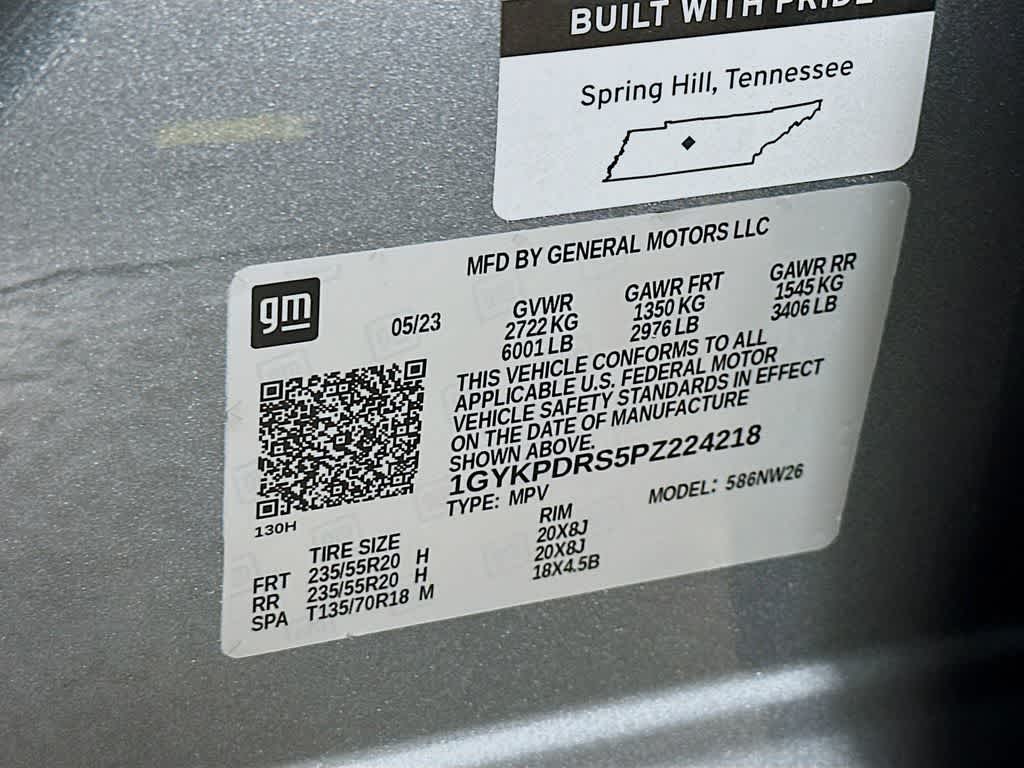 BUILT WITH PRIDE
Spring Hill, Tennessee
MFD BY GENERAL MOTORS LLC
gm
05/23
GVWR
2722 KG
6001 LB
GAWR FRT
1350 KG
2976 LB
GAWR RR
1545 KG
3406 LB
THIS VEHICLE CONFORMS TO ALL
APPLICABLE U.S. FEDERAL MOTOR
VEHICLE SAFETY STANDARDS IN EFFECT
ON THE DATE OF MANUFACTURE
SHOWN ABOVE.
1GYKPDRS5PZ224218
TYPE: MPV
MODEL: 586NW26
130H
TIRE SIZE
RIM
FRT 235/55R20 H 20X8J
RR 235/55R20 H 20X8J
SPA T135/70R18 M 18X4.5B